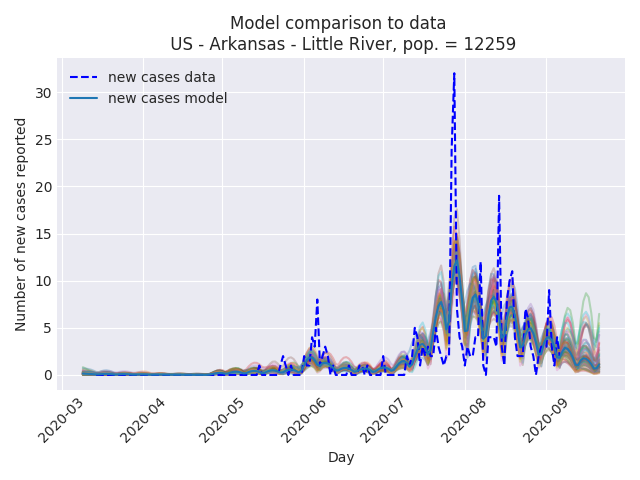 Model comparison to data
US - Arkansas - Little River, pop. = 12259
new cases data
new cases model
Number of new cases reported
30
25
20
15
10
5
0
2020-03
2020-04
2020-05
2020-06
2020-07
2020-08
2020-09
Day